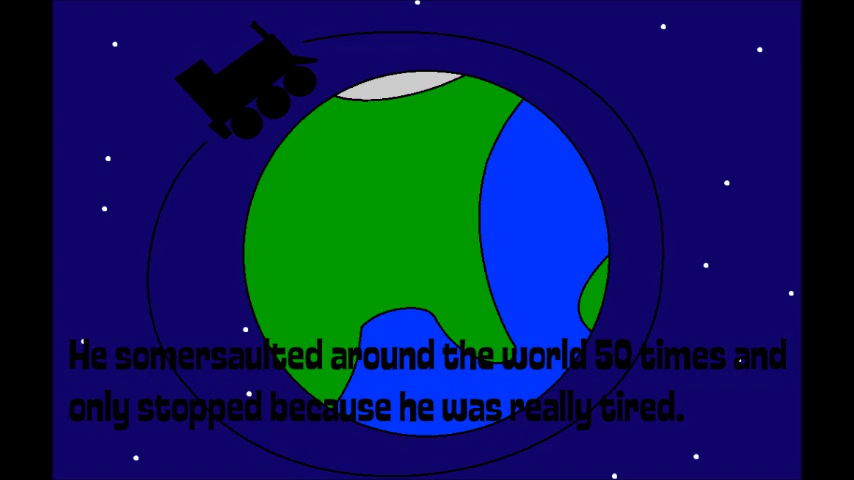 He somersaulted around the world 50 times and
only stopped because he was really tired.